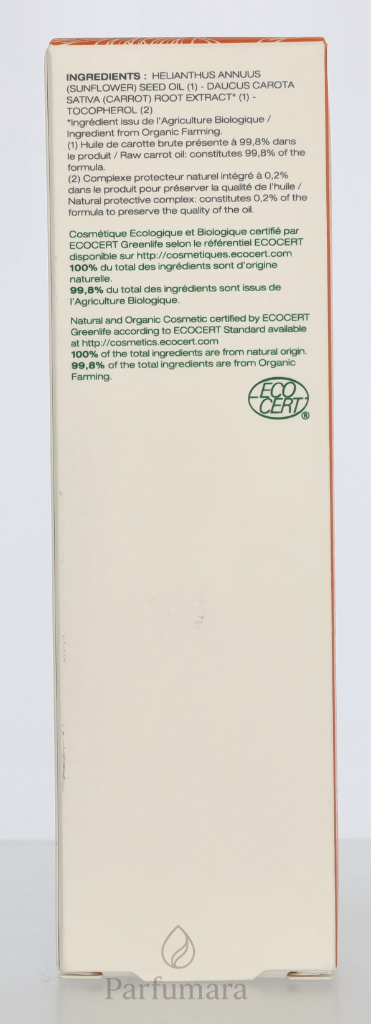 INGREDIENTS : HELIANTHUS ANNUUS
(SUNFLOWER) SEED OIL (1) - DAUCUS CAROTA
SATIVA (CARROT) ROOT EXTRACT* (1) -
TOCOPHEROL (2)
*Ingrédient issu de l'Agriculture Biologique /
Ingredient from Organic Farming.
(1) Huile de carotte brute présente à 99,8% dans
le produit / Raw carrot oil: constitutes 99,8% of the
formula.
(2) Complexe protecteur naturel intégré à 0,2%
dans le produit pour préserver la qualité de l'huile /
Natural protective complex: constitutes 0,2% of the
formula to preserve the quality of the oil.
Cosmétique Ecologique et Biologique certifié par
ECOCERT Greenlife selon le référentiel ECOCERT
disponible sur http://cosmetiques.ecocert.com
100% du total des ingrédients sont d'origine
naturelle.
99,8% du total des ingrédients sont issus de
l'Agriculture Biologique.
Natural and Organic Cosmetic certified by ECOCERT
Greenlife according to ECOCERT Standard available
at http://cosmetics.ecocert.com
100% of the total ingredients are from natural origin.
99,8% of the total ingredients are from Organic
Farming.
ECO
CERT
®
Parfumara